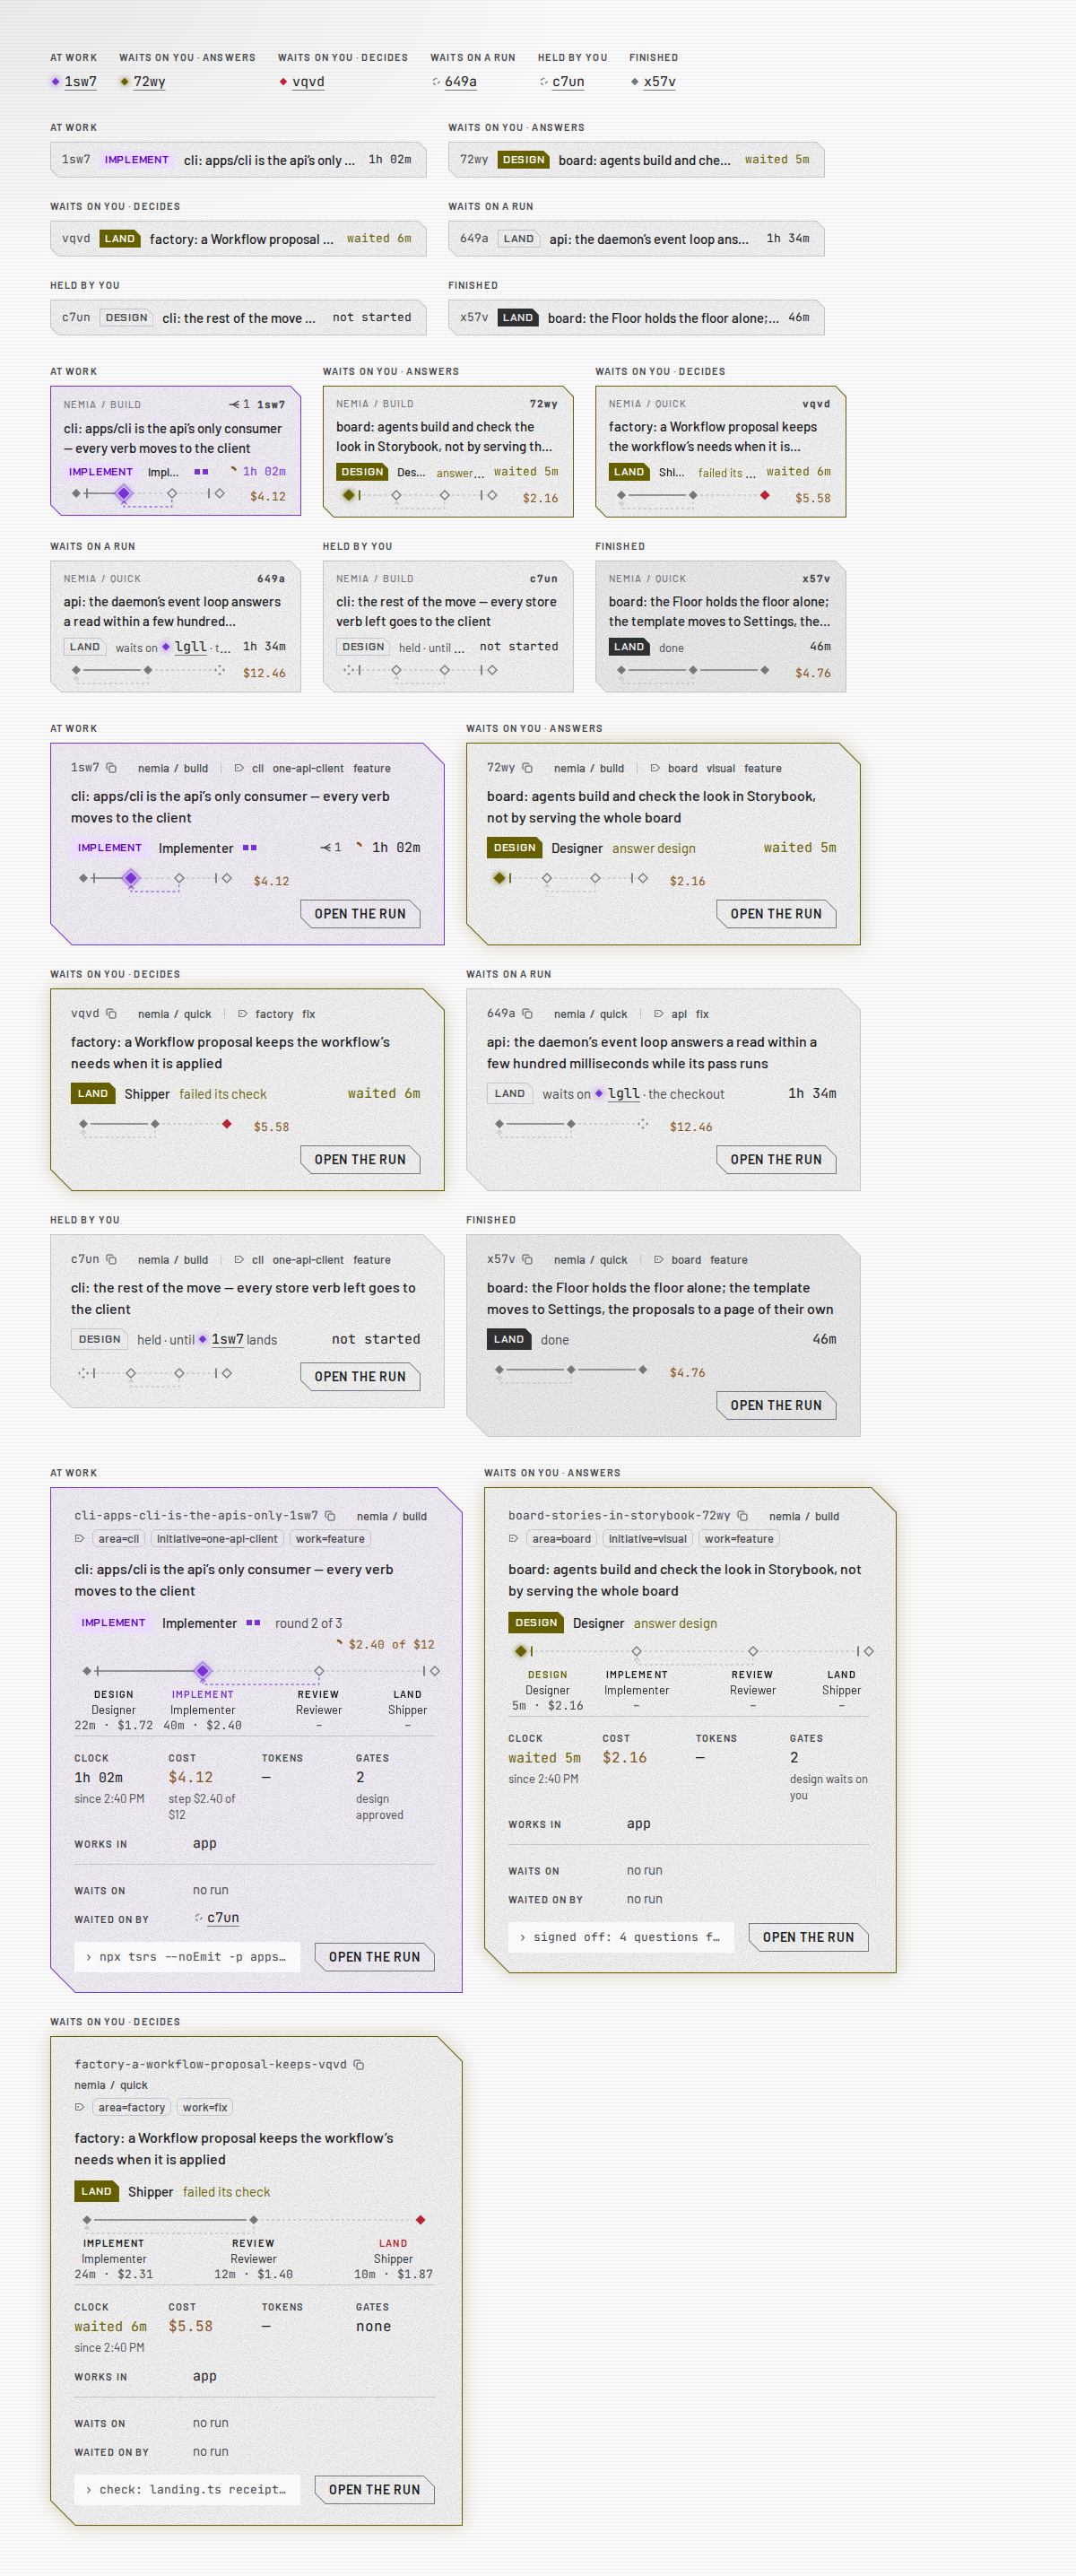 AT WORK WAITS ON YOU · ANSWERS WAITS ON YOU · DECIDES WAITS ON A RUN HELD BY YOU FINISHED
1sw7 72wy vqvd 649a c7un x57v
AT WORK WAITS ON YOU · ANSWERS
1sw7 IMPLEMENT cli: apps/cli is the api's only ... 1h 02m
72wy DESIGN board: agents build and che... waited 5m
WAITS ON YOU · DECIDES WAITS ON A RUN
vqvd LAND factory: a Workflow proposal ... waited 6m
649a LAND api: the daemon's event loop ans... 1h 34m
HELD BY YOU FINISHED
c7un DESIGN cli: the rest of the move ... not started
x57v LAND board: the Floor holds the floor alone;... 46m
AT WORK WAITS ON YOU · ANSWERS WAITS ON YOU · DECIDES
NEMIA / BUILD 1 1sw7
cli: apps/cli is the api's only consumer
— every verb moves to the client
IMPLEMENT Impl... 1h 02m
$4.12
NEMIA / BUILD 72wy
board: agents build and check the
look in Storybook, not by serving th...
DESIGN Des... answer... waited 5m
$2.16
NEMIA / QUICK vqvd
factory: a Workflow proposal keeps
the workflow's needs when it is...
LAND Shi... failed its ... waited 6m
$5.58
WAITS ON A RUN HELD BY YOU FINISHED
NEMIA / QUICK 649a
api: the daemon's event loop answers
a read within a few hundred...
LAND waits on lgll · t... 1h 34m
$12.46
NEMIA / BUILD c7un
cli: the rest of the move — every store
verb left goes to the client
DESIGN held · until ... not started
NEMIA / QUICK x57v
board: the Floor holds the floor alone;
the template moves to Settings, the...
LAND done 46m
$4.76
AT WORK WAITS ON YOU · ANSWERS
1sw7 nemia / build cli one-api-client feature
cli: apps/cli is the api's only consumer — every verb
moves to the client
IMPLEMENT Implementer 1 1h 02m
$4.12
OPEN THE RUN
72wy nemia / build board visual feature
board: agents build and check the look in Storybook,
not by serving the whole board
DESIGN Designer answer design waited 5m
$2.16
OPEN THE RUN
WAITS ON YOU · DECIDES WAITS ON A RUN
vqvd nemia / quick factory fix
factory: a Workflow proposal keeps the workflow's
needs when it is applied
LAND Shipper failed its check waited 6m
$5.58
OPEN THE RUN
649a nemia / quick api fix
api: the daemon's event loop answers a read within a
few hundred milliseconds while its pass runs
LAND waits on lgll · the checkout 1h 34m
$12.46
OPEN THE RUN
HELD BY YOU FINISHED
c7un nemia / build cli one-api-client feature
cli: the rest of the move — every store verb left goes to
the client
DESIGN held · until 1sw7 lands not started
OPEN THE RUN
x57v nemia / quick board feature
board: the Floor holds the floor alone; the template
moves to Settings, the proposals to a page of their own
LAND done 46m
$4.76
OPEN THE RUN
AT WORK WAITS ON YOU · ANSWERS
cli-apps-cli-is-the-apis-only-1sw7 nemia / build
area=cli initiative=one-api-client work=feature
cli: apps/cli is the api's only consumer — every verb
moves to the client
IMPLEMENT Implementer round 2 of 3
$2.40 of $12
DESIGN IMPLEMENT REVIEW LAND
Designer Implementer Reviewer Shipper
22m · $1.72 40m · $2.40 – –
CLOCK COST TOKENS GATES
1h 02m $4.12 — 2
since 2:40 PM step $2.40 of design
$12 approved
WORKS IN app
WAITS ON no run
WAITED ON BY c7un
› npx tsrs --noEmit -p apps… OPEN THE RUN
board-stories-in-storybook-72wy nemia / build
area=board initiative=visual work=feature
board: agents build and check the look in Storybook, not
by serving the whole board
DESIGN Designer answer design
DESIGN IMPLEMENT REVIEW LAND
Designer Implementer Reviewer Shipper
5m · $2.16 – – –
CLOCK COST TOKENS GATES
waited 5m $2.16 — 2
since 2:40 PM design waits on
you
WORKS IN app
WAITS ON no run
WAITED ON BY no run
› signed off: 4 questions f… OPEN THE RUN
WAITS ON YOU · DECIDES
factory-a-workflow-proposal-keeps-vqvd
nemia / quick
area=factory work=fix
factory: a Workflow proposal keeps the workflow's
needs when it is applied
LAND Shipper failed its check
IMPLEMENT REVIEW LAND
Implementer Reviewer Shipper
24m · $2.31 12m · $1.40 10m · $1.87
CLOCK COST TOKENS GATES
waited 6m $5.58 — none
since 2:40 PM
WORKS IN app
WAITS ON no run
WAITED ON BY no run
› check: landing.ts receipt… OPEN THE RUN